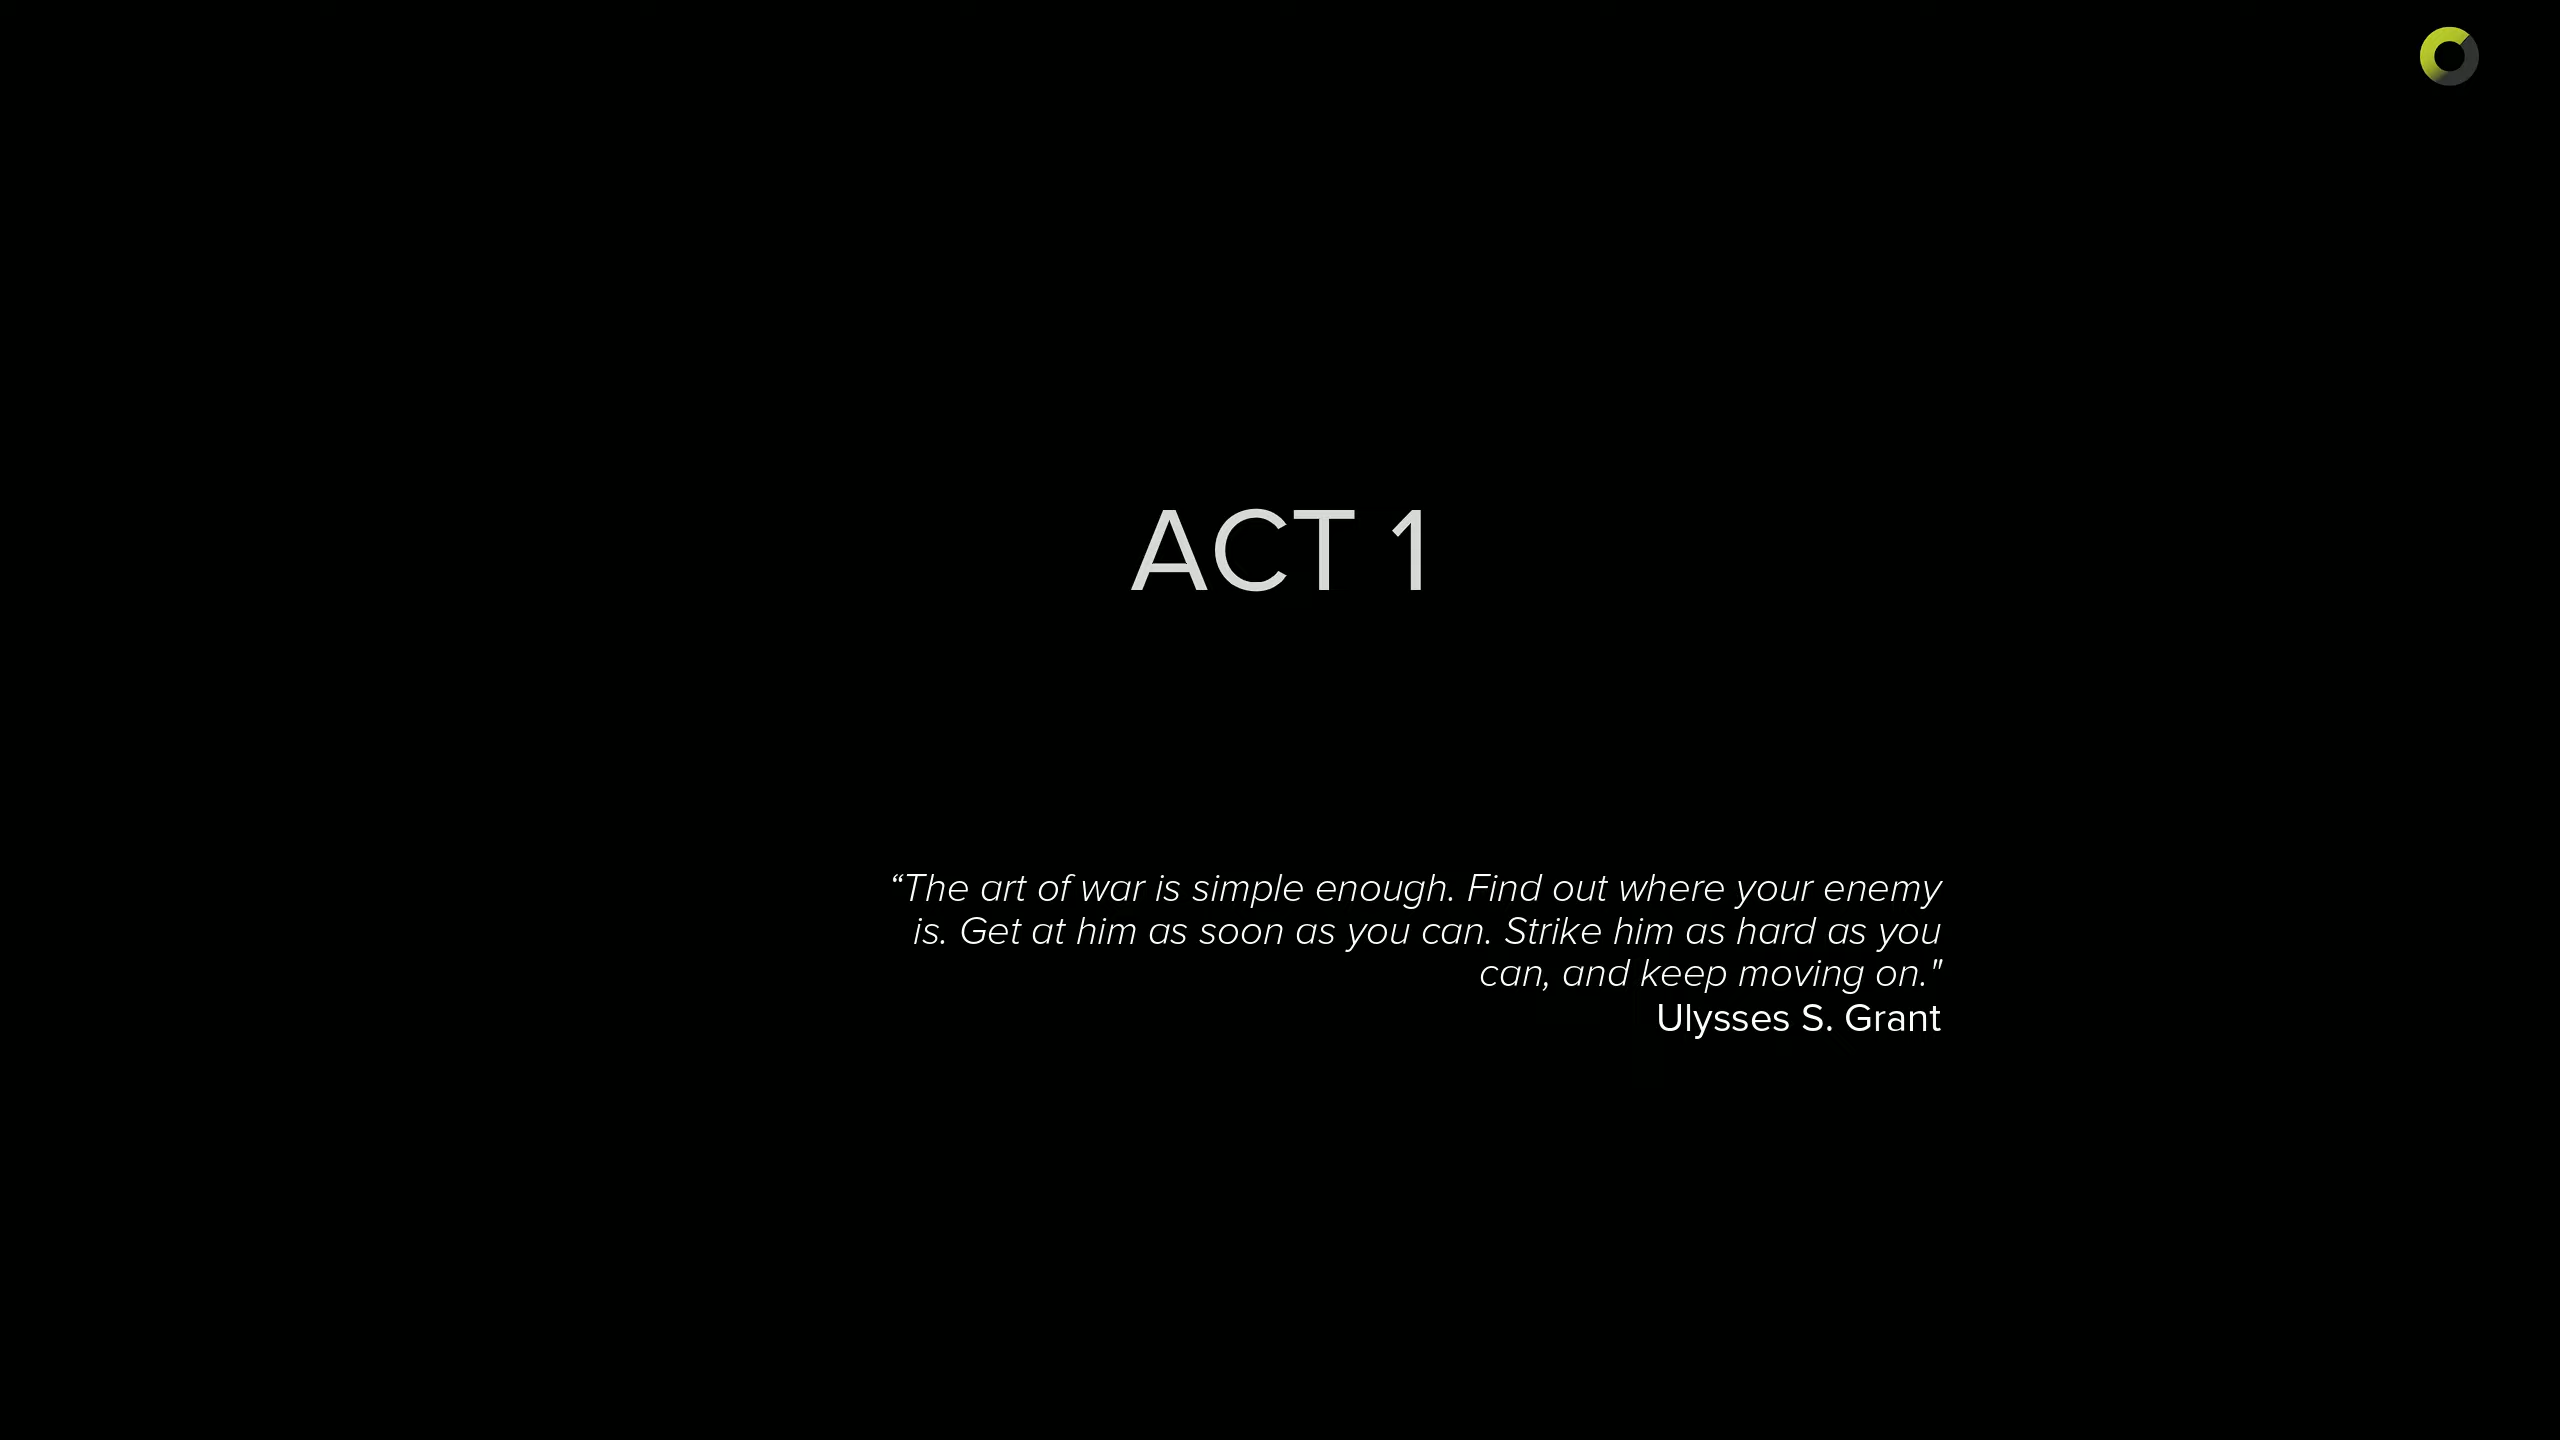 ACT 1
“The art of war is simple enough. Find out where your enemy
is. Get at him as soon as you can. Strike him as hard as you
can, and keep moving on."
Ulysses S. Grant